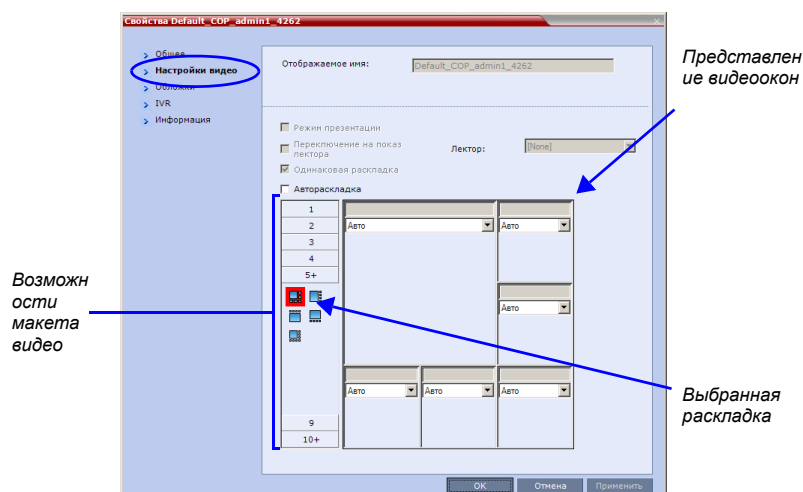 Свойства Default_COP_admin1_4262
Общее
Настройки видео
Обложки
IVR
Информация
Отображаемое имя:
Default_COP_admin1_4262
Режим презентации
Переключение на показ
лектора
Лектор:
[None]
Одинаковая раскладка
Автораскладка
1
2
3
4
5+
9
10+
Авто
Авто
Авто
Авто
Авто
Авто
OK
Отмена
Применить
Представлен
ие видеоокон
Возможн
ости
макета
видео
Выбранная
раскладка